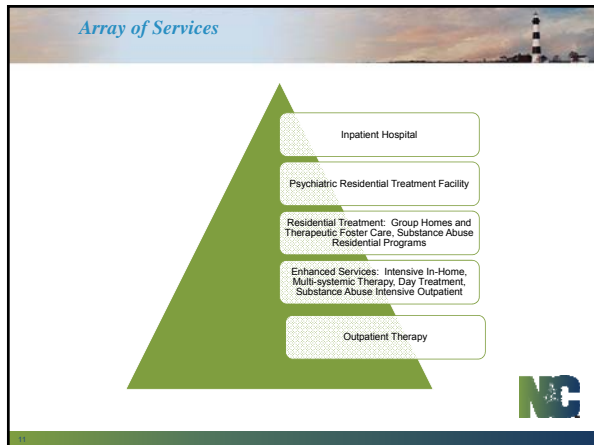 Array of Services
Inpatient Hospital
Psychiatric Residential Treatment Facility
Residential Treatment: Group Homes and
Therapeutic Foster Care, Substance Abuse
Residential Programs
Enhanced Services: Intensive In-Home,
Multi-systemic Therapy, Day Treatment,
Substance Abuse Intensive Outpatient
Outpatient Therapy
NC
11